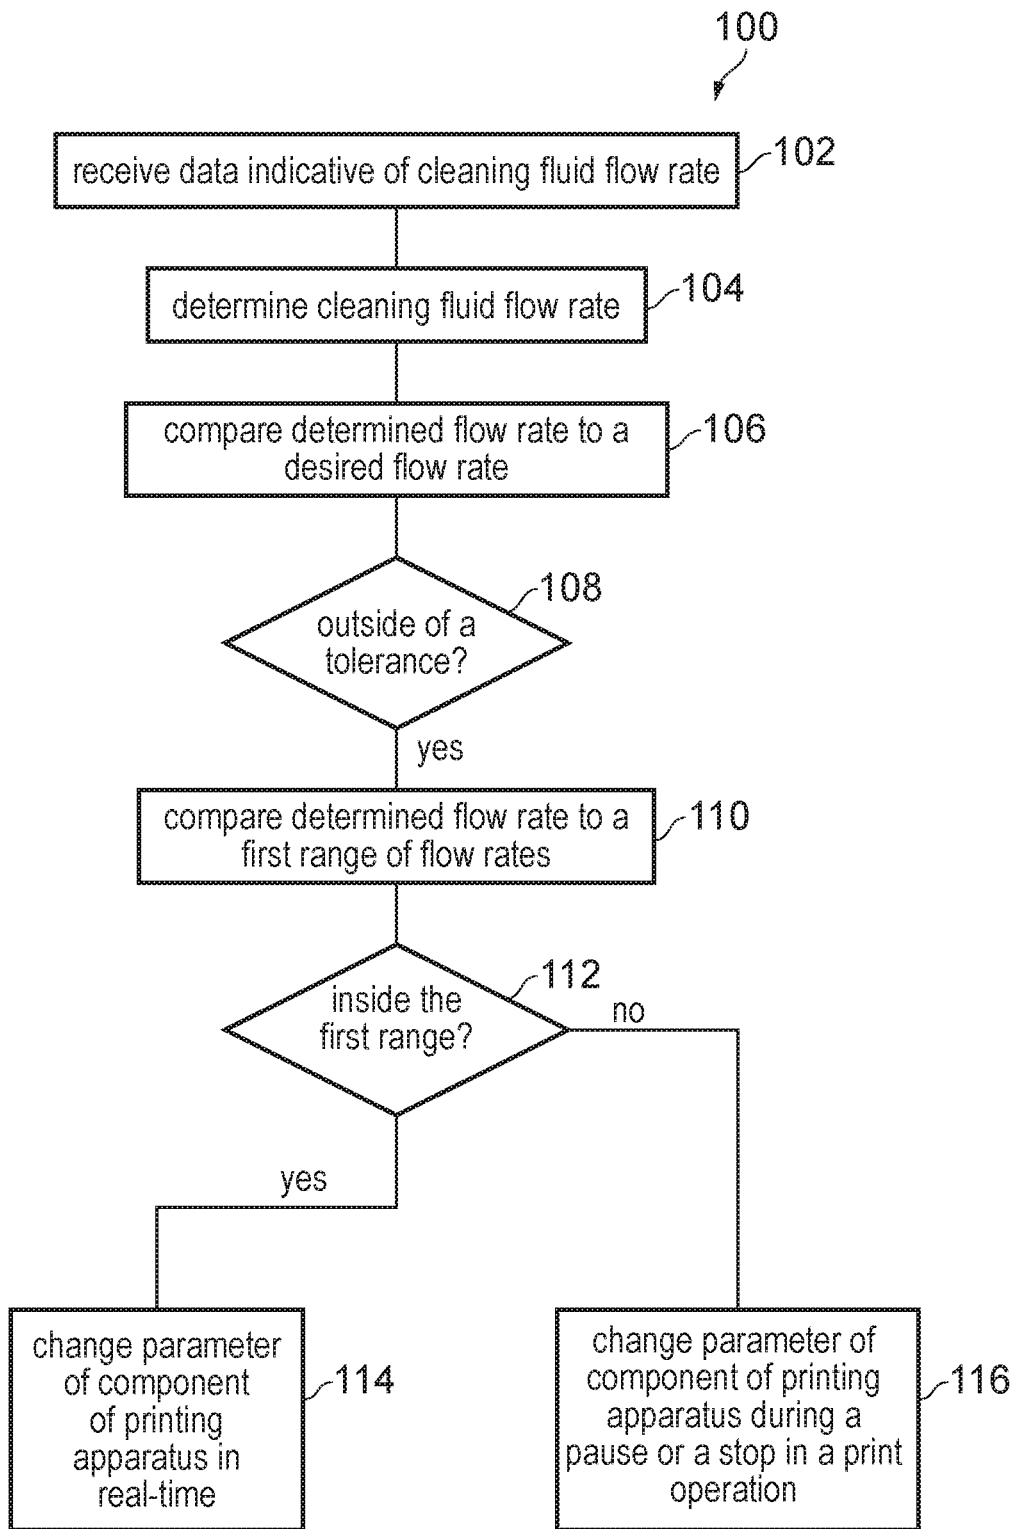 100
receive data indicative of cleaning fluid flow rate
102
determine cleaning fluid flow rate
104
compare determined flow rate to a
desired flow rate
106
108
outside of a
tolerance?
yes
compare determined flow rate to a
first range of flow rates
110
112
inside the
first range?
no
yes
change parameter
of component
of printing
apparatus in
real-time
114
change parameter of
component of printing
apparatus during a
pause or a stop in a print
operation
116